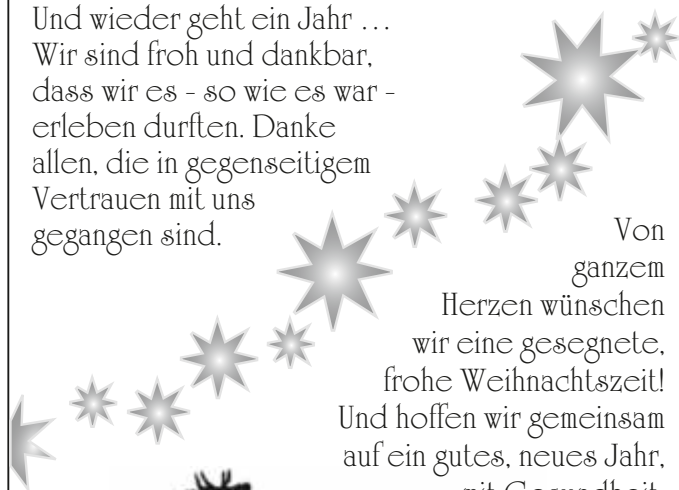 Und wieder geht ein Jahr …
Wir sind froh und dankbar,
dass wir es - so wie es war -
erleben durften. Danke
allen, die in gegenseitigem
Vertrauen mit uns
gegangen sind.
Von
ganzem
Herzen wünschen
wir eine gesegnete,
frohe Weihnachtszeit!
Und hoffen wir gemeinsam
auf ein gutes, neues Jahr,
mit Gesundheit,